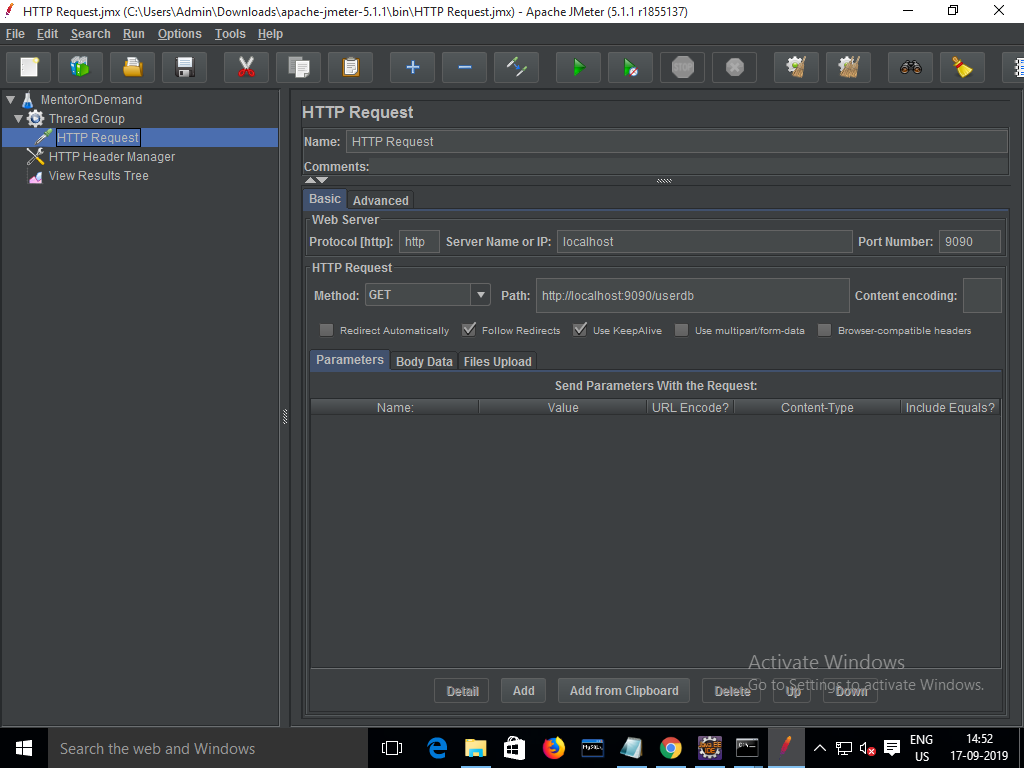 HTTP Request.jmx (C:\Users\Admin\Downloads\apache-jmeter-5.1.1\bin\HTTP Request.jmx) - Apache JMeter (5.1.1 r1855137)
File Edit Search Run Options Tools Help
STOP
MentorOnDemand
Thread Group
HTTP Request
HTTP Header Manager
View Results Tree
HTTP Request
Name: HTTP Request
Comments:
Basic Advanced
Web Server
Protocol [http]: http Server Name or IP: localhost Port Number: 9090
HTTP Request
Method: GET Path: http://localhost:9090/userdb Content encoding:
Redirect Automatically Follow Redirects Use KeepAlive Use multipart/form-data Browser-compatible headers
Parameters Body Data Files Upload
Send Parameters With the Request:
Name: Value URL Encode? Content-Type Include Equals?
Detail Add Add from Clipboard Delete Up Down
Activate Windows
Go to Settings to activate Windows.
Search the web and Windows
MySQL
ENG
US
14:52
17-09-2019